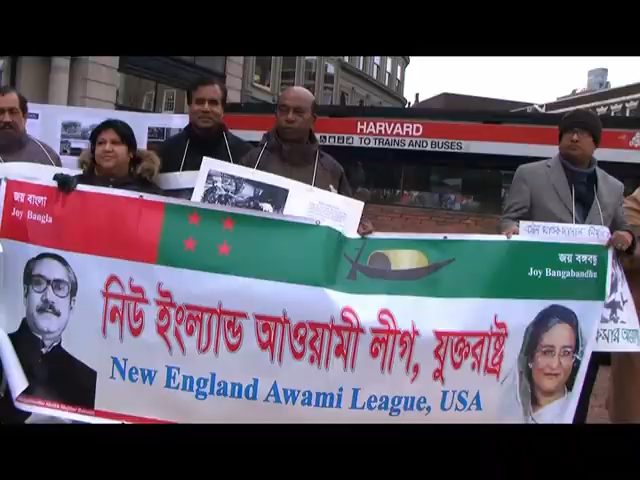 HARVARD
TO TRAINS AND BUSES
জয় বাংলা
Joy Bangla
জয় বঙ্গবন্ধু
Joy Bangabandhu
নিউ ইংল্যান্ড আওয়ামী লীগ, যুক্তরাষ্ট্র
New England Awami League, USA